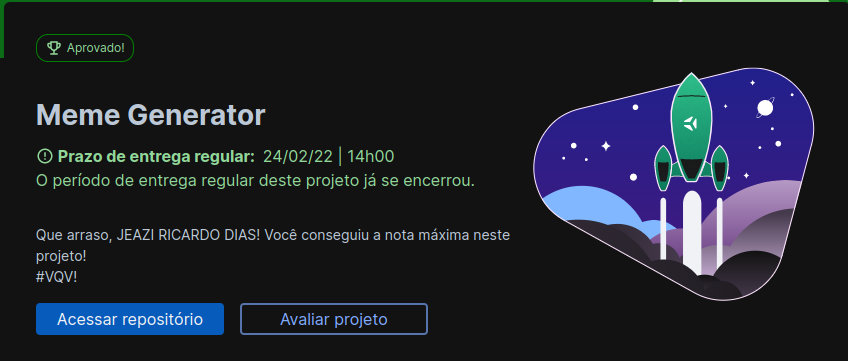 Aprovado!
Meme Generator
Prazo de entrega regular: 24/02/22 | 14h00
O período de entrega regular deste projeto já se encerrou.
Que arraso, JEAZI RICARDO DIAS! Você conseguiu a nota máxima neste
projeto!
#VQV!
Acessar repositório
Avaliar projeto